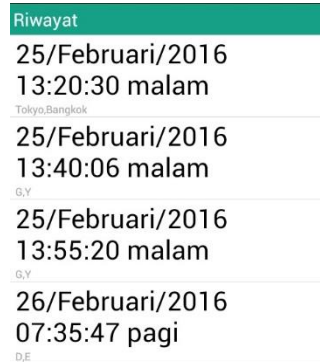 Riwayat
25/Februari/2016
13:20:30 malam
Tokyo,Bangkok
25/Februari/2016
13:40:06 malam
G,Y
25/Februari/2016
13:55:20 malam
G,Y
26/Februari/2016
07:35:47 pagi
D,E